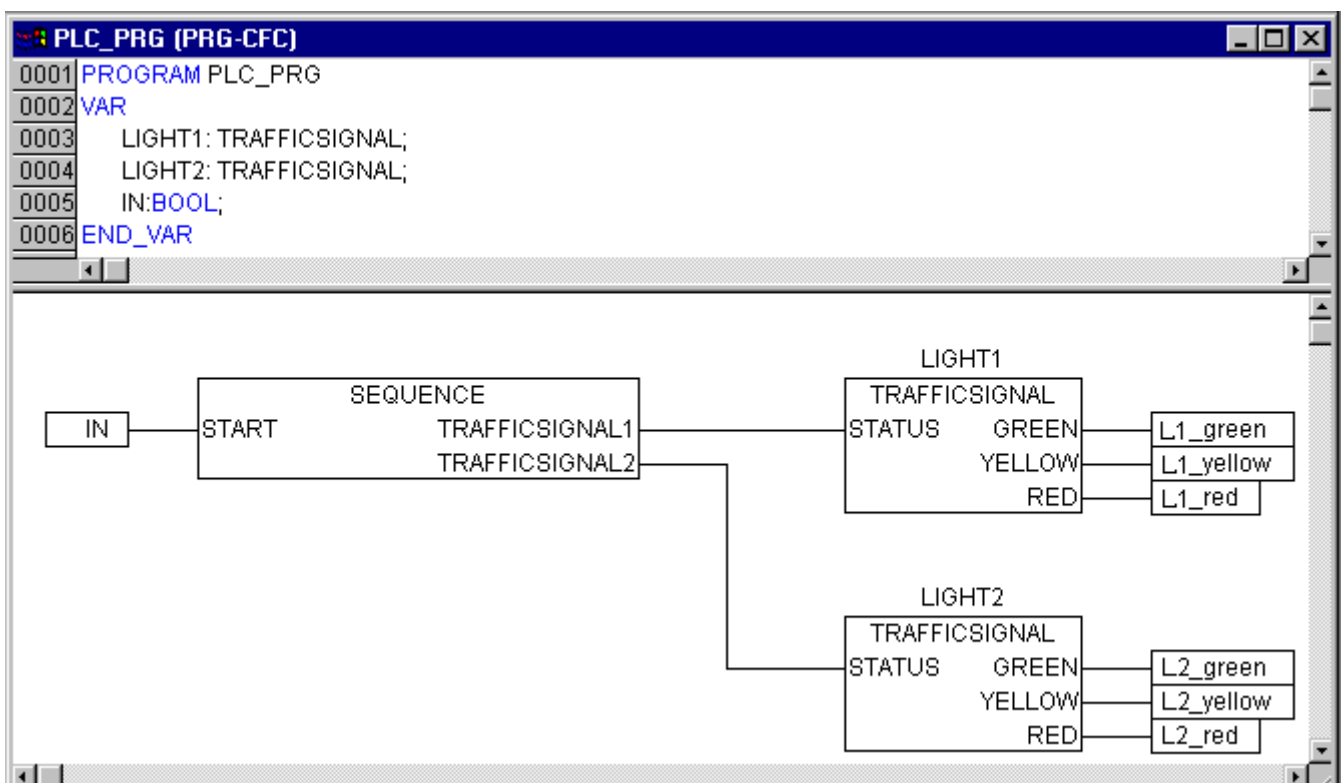 PLC_PRG (PRG-CFC)
0001 PROGRAM PLC_PRG
0002 VAR
0003 LIGHT1: TRAFFICSIGNAL;
0004 LIGHT2: TRAFFICSIGNAL;
0005 IN:BOOL;
0006 END_VAR
LIGHT1
SEQUENCE TRAFFICSIGNAL
IN START TRAFFICSIGNAL1 STATUS GREEN L1_green
TRAFFICSIGNAL2 YELLOW L1_yellow
RED L1_red
LIGHT2
TRAFFICSIGNAL
STATUS GREEN L2_green
YELLOW L2_yellow
RED L2_red